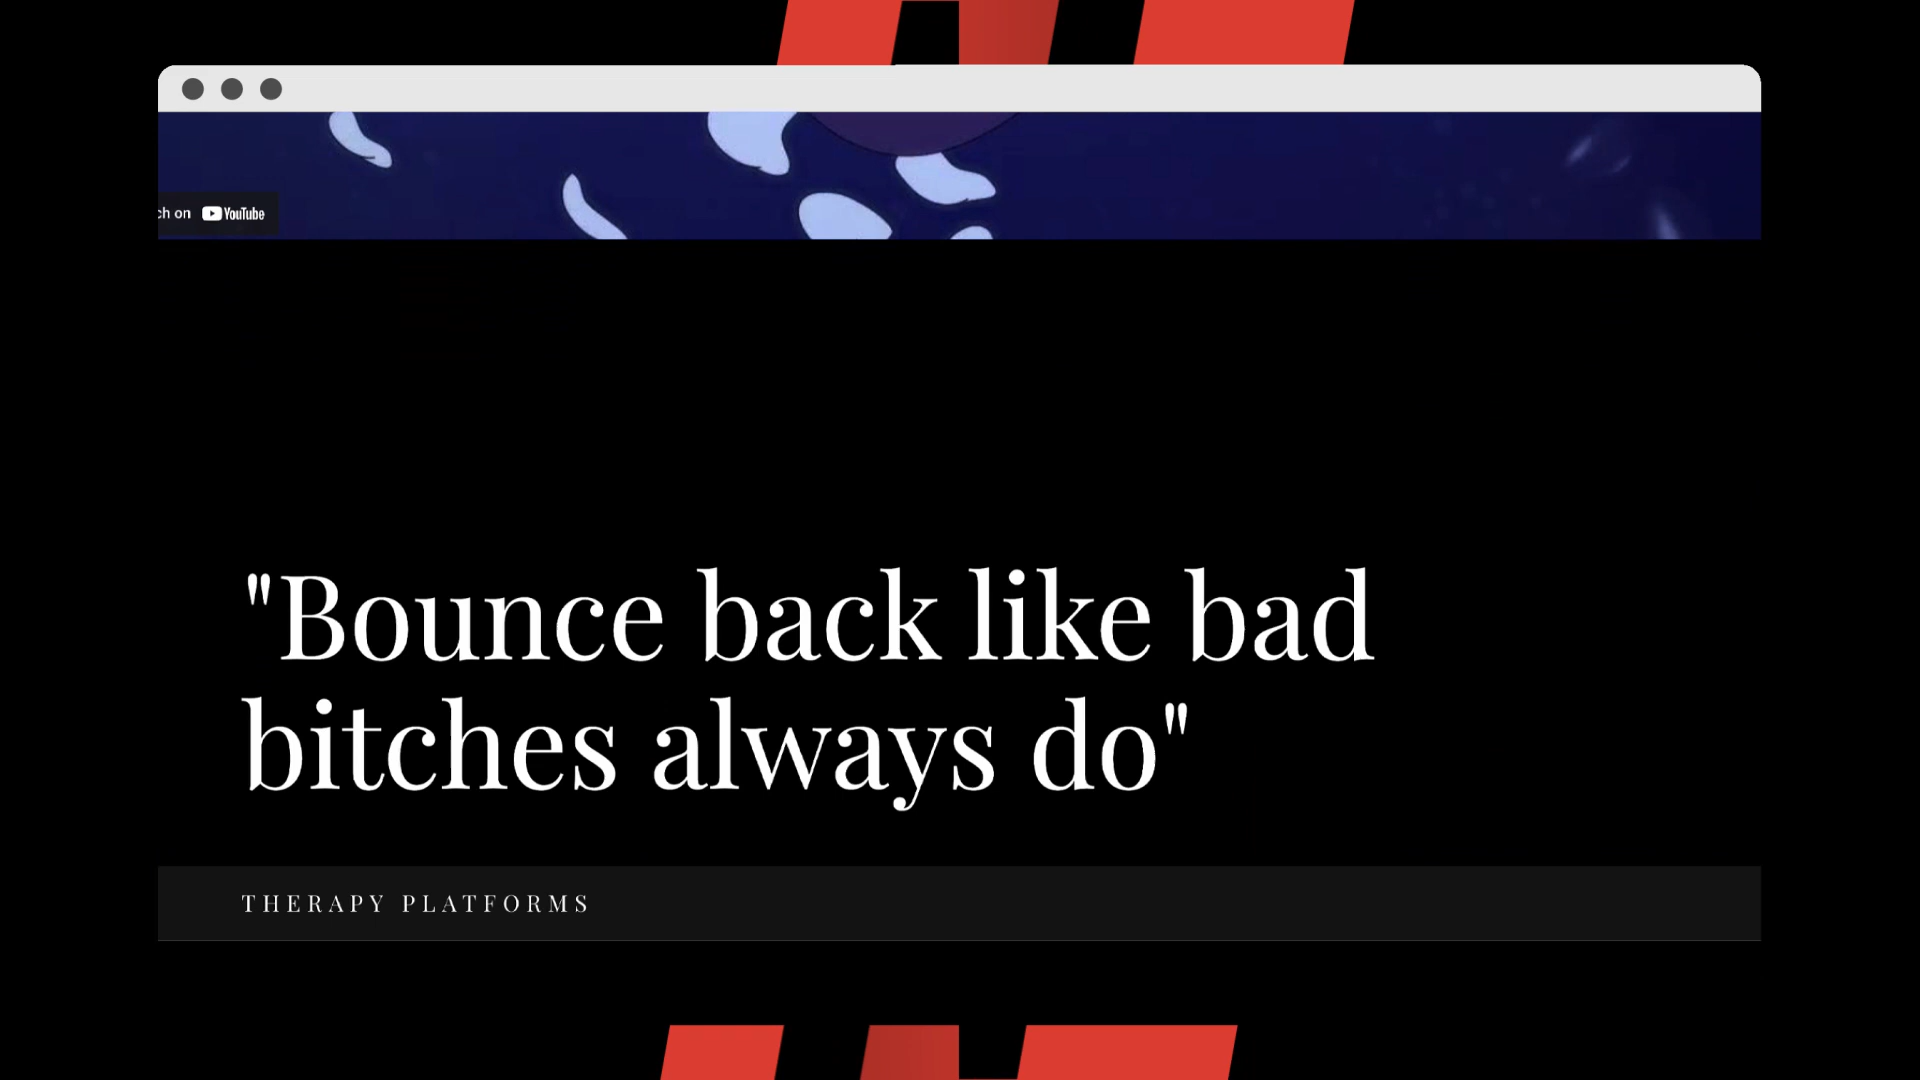 ch on YouTube
"Bounce back like bad
bitches always do"
THERAPY PLATFORMS